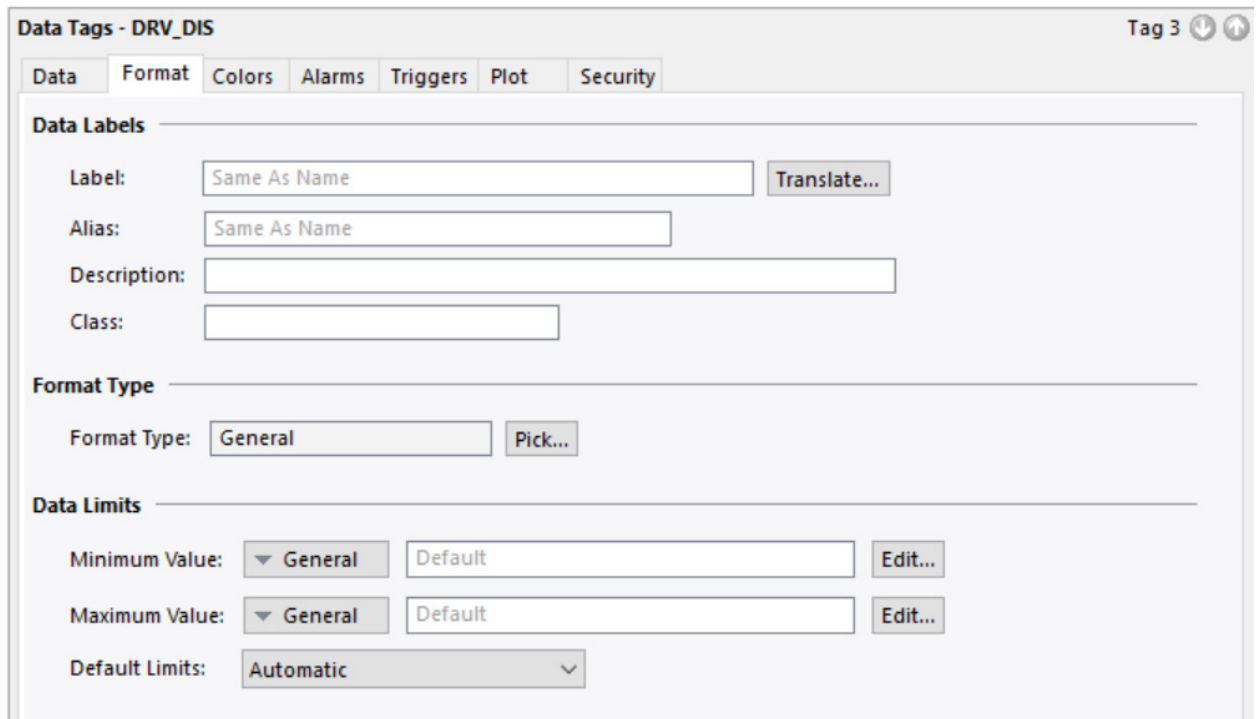 Data Tags - DRV_DIS Tag 3
Data Format Colors Alarms Triggers Plot Security
Data Labels
Label: Same As Name Translate...
Alias: Same As Name
Description:
Class:
Format Type
Format Type: General Pick...
Data Limits
Minimum Value: General Default Edit...
Maximum Value: General Default Edit...
Default Limits: Automatic